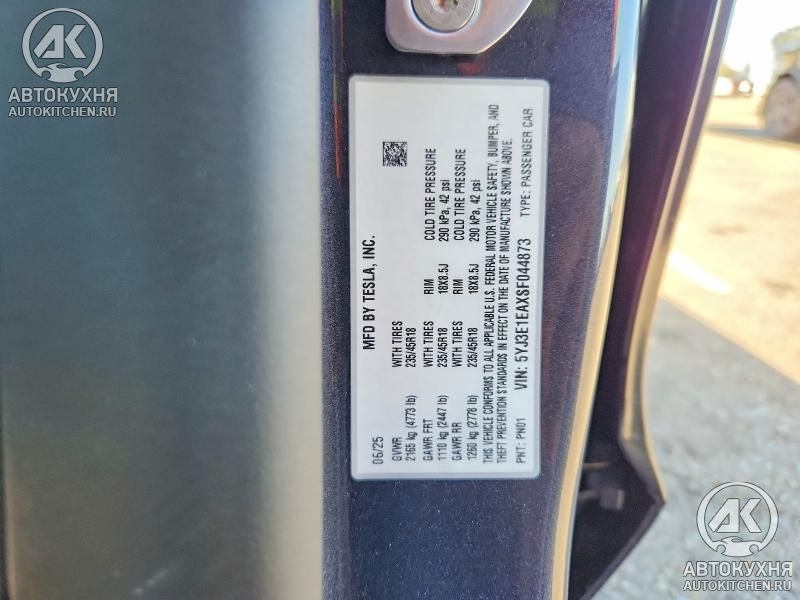 АВТОКУХНЯ
AUTOKITCHEN.RU
MFD BY TESLA, INC.
06/25
GVWR WITH TIRES RIM COLD TIRE PRESSURE
2165 kg (4773 lb) 235/45R18 18X8.5J 290 kPa, 42 psi
GAWR FRT WITH TIRES RIM COLD TIRE PRESSURE
1110 kg (2447 lb) 235/45R18 18X8.5J 290 kPa, 42 psi
GAWR RR
1260 kg (2778 lb) 235/45R18
THIS VEHICLE CONFORMS TO ALL APPLICABLE U.S. FEDERAL MOTOR VEHICLE SAFETY, BUMPER, AND
THEFT PREVENTION STANDARDS IN EFFECT ON THE DATE OF MANUFACTURE SHOWN ABOVE.
PNT: PN01 VIN: 5YJ3E1EAXSF044873 TYPE: PASSENGER CAR
АК
АВТОКУХНЯ
AUTOKITCHEN.RU